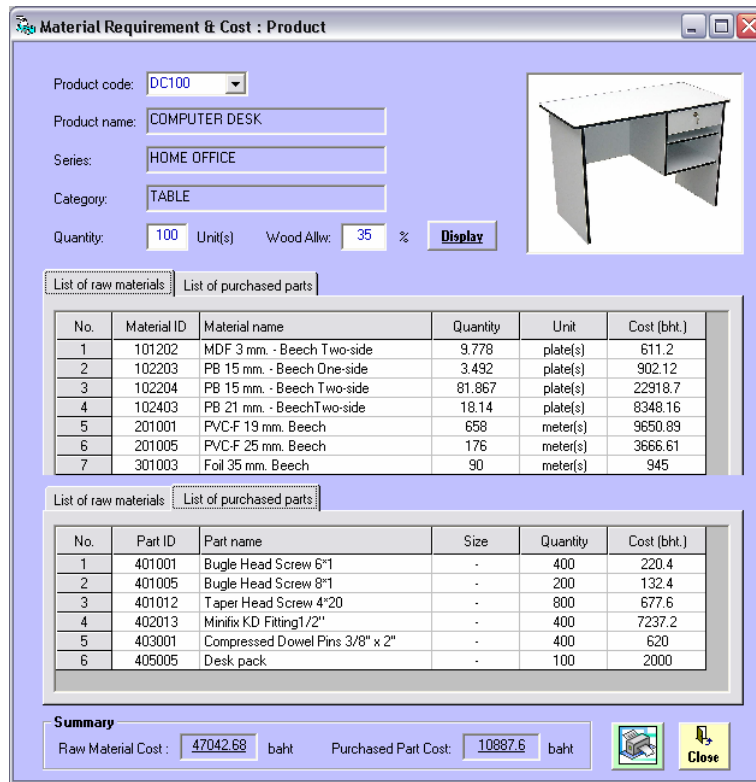 Material Requirement & Cost : Product
Product code: DC100
Product name: COMPUTER DESK
Series: HOME OFFICE
Category: TABLE
Quantity: 100 Unit(s) Wood Allw: 35 % Display
List of raw materials List of purchased parts
No. Material ID Material name Quantity Unit Cost (bht.)
1 101202 MDF 3 mm. - Beech Two-side 9.778 plate(s) 611.2
2 102203 PB 15 mm. - Beech One-side 3.492 plate(s) 902.12
3 102204 PB 15 mm. - Beech Two-side 81.867 plate(s) 22918.7
4 102403 PB 21 mm. - BeechTwo-side 18.14 plate(s) 8348.16
5 201001 PVC-F 19 mm. Beech 658 meter(s) 9650.89
6 201005 PVC-F 25 mm. Beech 176 meter(s) 3666.61
7 301003 Foil 35 mm. Beech 90 meter(s) 945
List of raw materials List of purchased parts
No. Part ID Part name Size Quantity Cost (bht.)
1 401001 Bugle Head Screw 6*1 - 400 220.4
2 401005 Bugle Head Screw 8*1 - 200 132.4
3 401012 Taper Head Screw 4*20 - 800 677.6
4 402013 Minifix KD Fitting1/2'' - 400 7237.2
5 403001 Compressed Dowel Pins 3/8" x 2" - 400 620
6 405005 Desk pack - 100 2000
Summary
Raw Material Cost : 47042.68 baht Purchased Part Cost: 10887.6 baht
Close